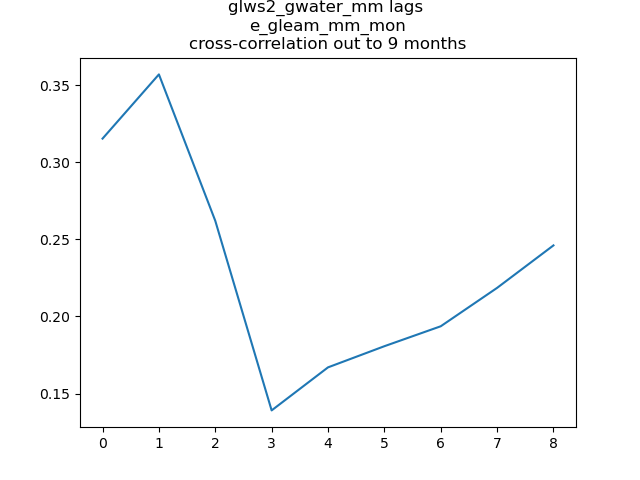 glws2_gwater_mm lags
e_gleam_mm_mon
cross-correlation out to 9 months
0.35
0.30
0.25
0.20
0.15
0 1 2 3 4 5 6 7 8